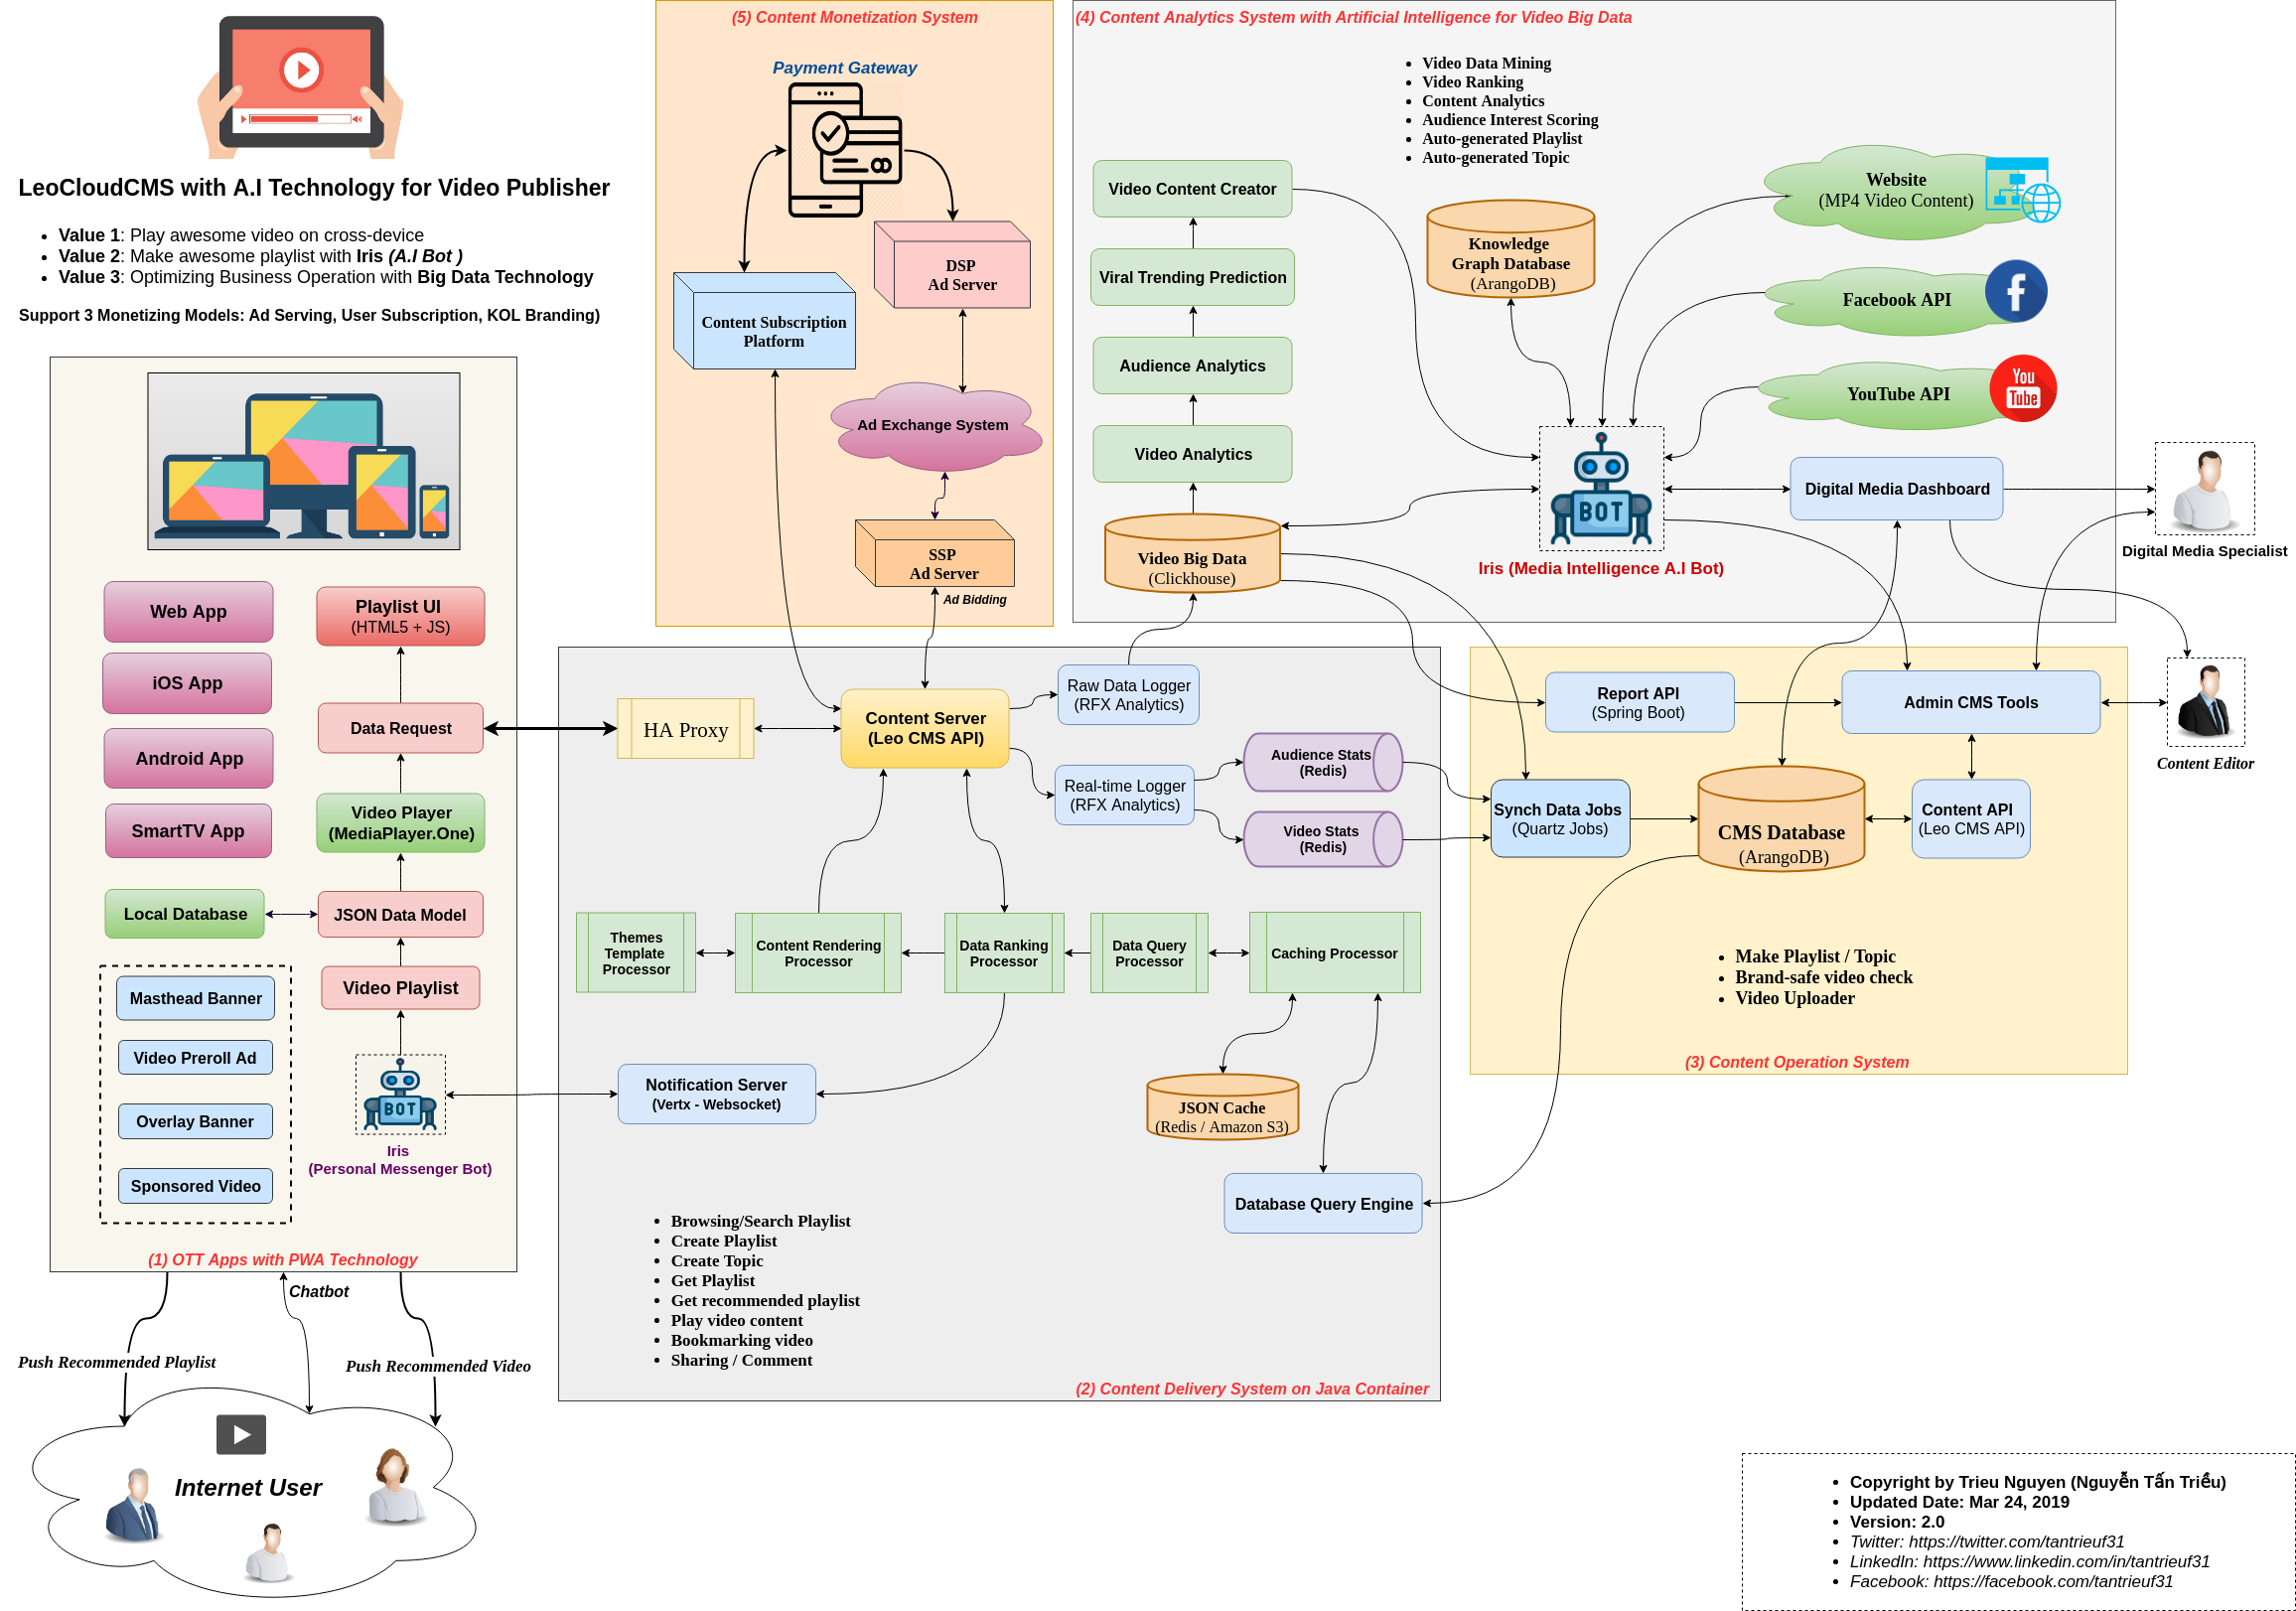 LeoCloudCMS with A.I Technology for Video Publisher
Value 1: Play awesome video on cross-device
Value 2: Make awesome playlist with Iris (A.I Bot )
Value 3: Optimizing Business Operation with Big Data Technology
Support 3 Monetizing Models: Ad Serving, User Subscription, KOL Branding)
Web App
iOS App
Android App
SmartTV App
Local Database
Playlist UI
(HTML5 + JS)
Data Request
Video Player
(MediaPlayer.One)
JSON Data Model
Video Playlist
Masthead Banner
Video Preroll Ad
Overlay Banner
Sponsored Video
BOT
Iris
(Personal Messenger Bot)
(1) OTT Apps with PWA Technology
Chatbot
Push Recommended Playlist
Push Recommended Video
Internet User
(5) Content Monetization System
Payment Gateway
DSP
Ad Server
Content Subscription
Platform
Ad Exchange System
SSP
Ad Server
Ad Bidding
(4) Content Analytics System with Artificial Intelligence for Video Big Data
Video Data Mining
Video Ranking
Content Analytics
Audience Interest Scoring
Auto-generated Playlist
Auto-generated Topic
Video Content Creator
Viral Trending Prediction
Audience Analytics
Video Analytics
Video Big Data
(Clickhouse)
Knowledge
Graph Database
(ArangoDB)
Website
(MP4 Video Content)
Facebook API
f
YouTube API
You
Tube
BOT
Iris (Media Intelligence A.I Bot)
Digital Media Dashboard
Digital Media Specialist
HA Proxy
Content Server
(Leo CMS API)
Raw Data Logger
(RFX Analytics)
Real-time Logger
(RFX Analytics)
Audience Stats
(Redis)
Video Stats
(Redis)
Themes
Template
Processor
Content Rendering
Processor
Data Ranking
Processor
Data Query
Processor
Caching Processor
Notification Server
(Vertx - Websocket)
JSON Cache
(Redis / Amazon S3)
Database Query Engine
Browsing/Search Playlist
Create Playlist
Create Topic
Get Playlist
Get recommended playlist
Play video content
Bookmarking video
Sharing / Comment
(2) Content Delivery System on Java Container
Report API
(Spring Boot)
Admin CMS Tools
Content Editor
Synch Data Jobs
(Quartz Jobs)
CMS Database
(ArangoDB)
Content API
(Leo CMS API)
Make Playlist / Topic
Brand-safe video check
Video Uploader
(3) Content Operation System
Copyright by Trieu Nguyen (Nguyễn Tấn Triều)
Updated Date: Mar 24, 2019
Version: 2.0
Twitter: https://twitter.com/tantrieuf31
LinkedIn: https://www.linkedin.com/in/tantrieuf31
Facebook: https://facebook.com/tantrieuf31